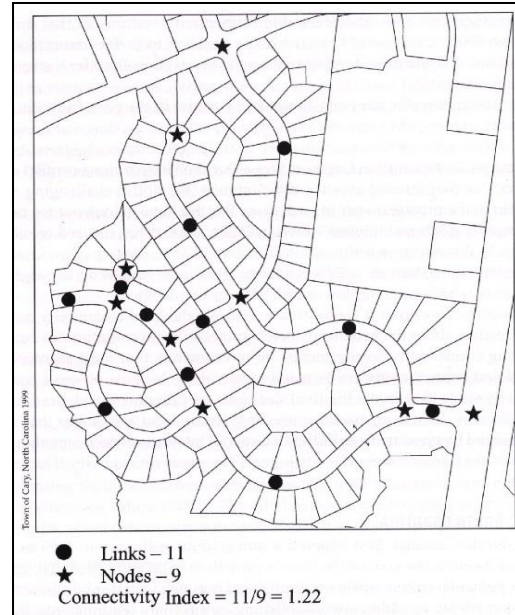 Town of Cary, North Carolina 1999
Links – 11
Nodes – 9
Connectivity Index = 11/9 = 1.22